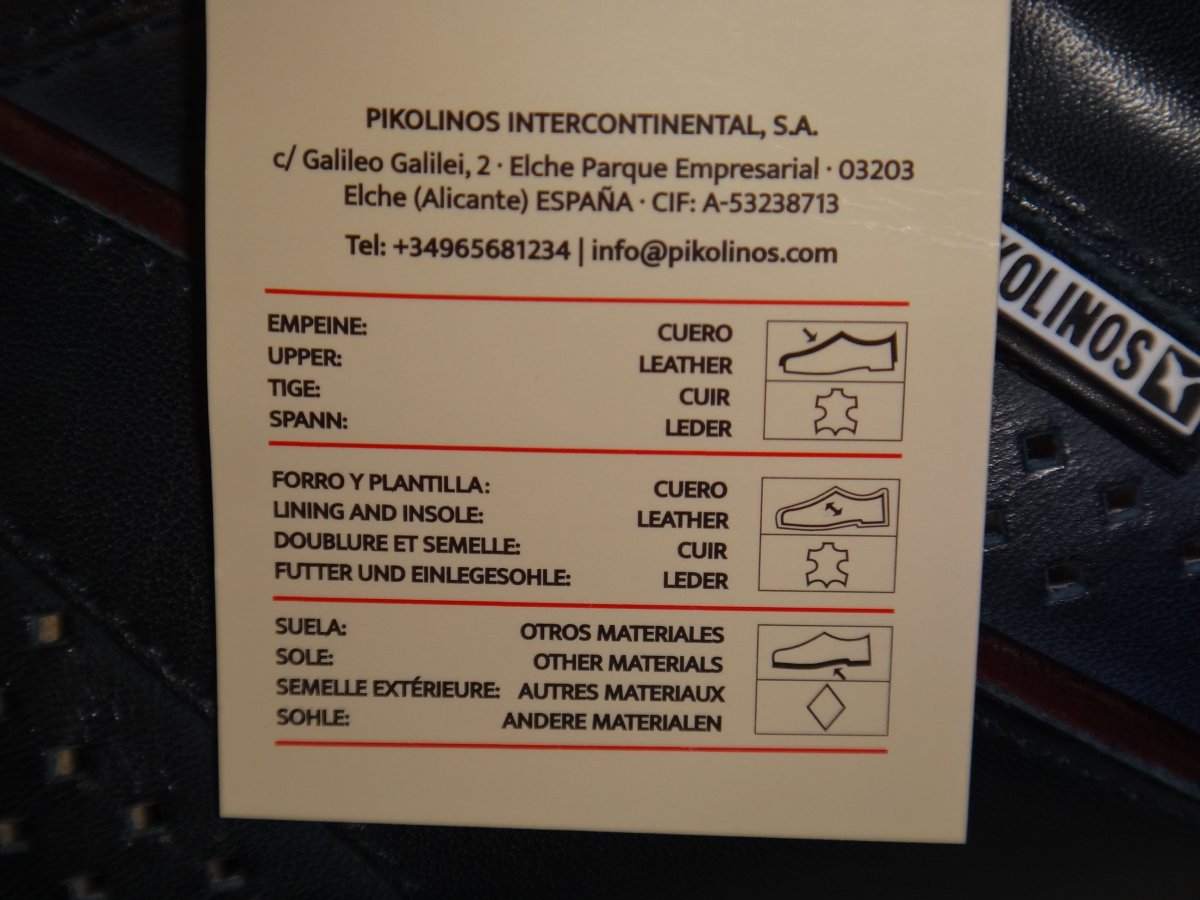 PIKOLINOS INTERCONTINENTAL, S.A.
c/ Galileo Galilei, 2 · Elche Parque Empresarial · 03203
Elche (Alicante) ESPAÑA · CIF: A-53238713
Tel: +34965681234 | info@pikolinos.com
EMPEINE: CUERO
UPPER: LEATHER
TIGE: CUIR
SPANN: LEDER
FORRO Y PLANTILLA: CUERO
LINING AND INSOLE: LEATHER
DOUBLURE ET SEMELLE: CUIR
FUTTER UND EINLEGESOHLE: LEDER
SUELA: OTROS MATERIALES
SOLE: OTHER MATERIALS
SEMELLE EXTÉRIEURE: AUTRES MATERIAUX
SOHLE: ANDERE MATERIALEN
KOLINOS